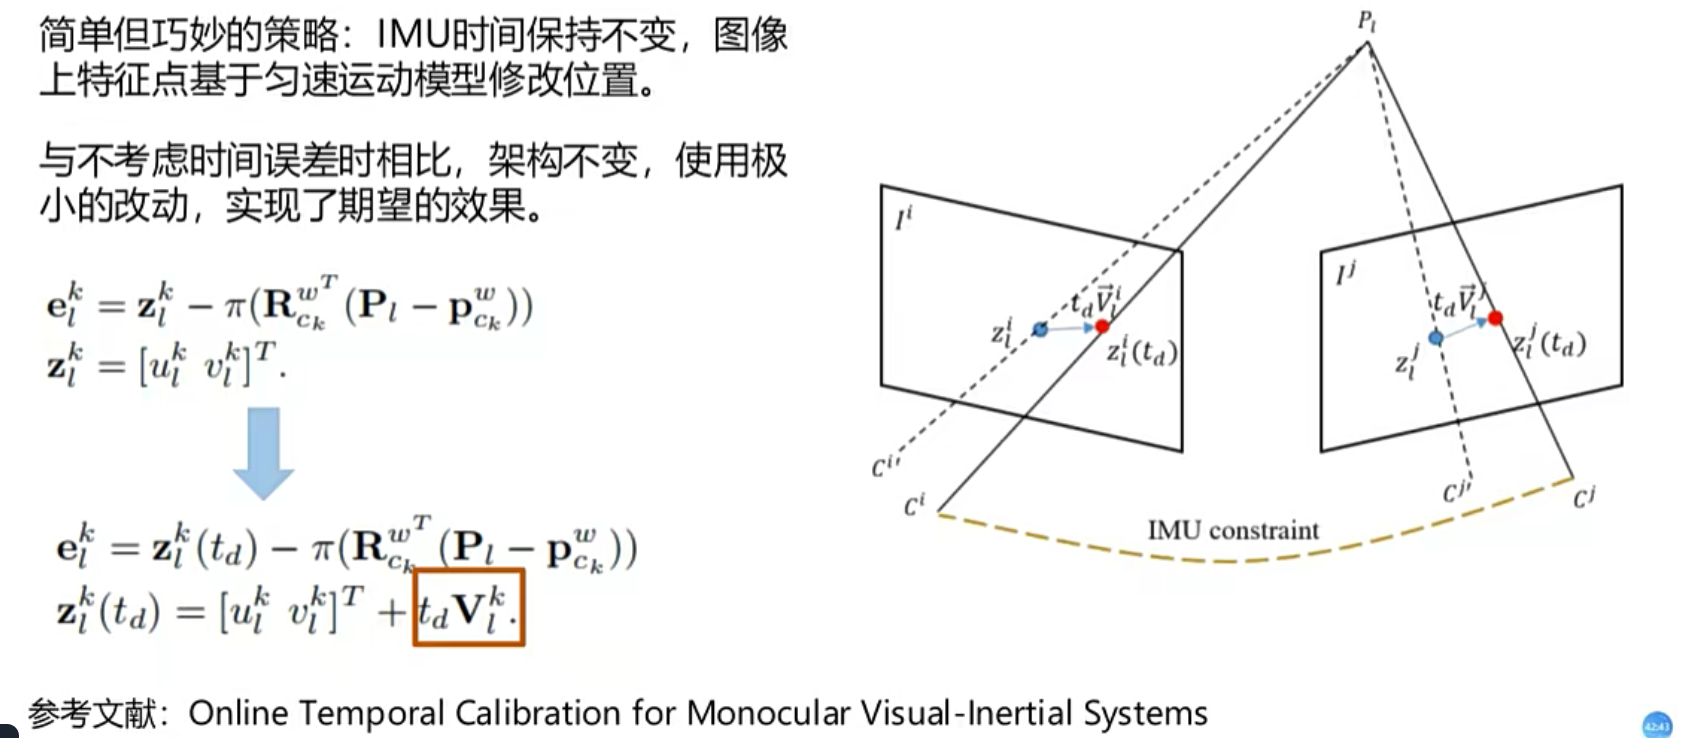 简单但巧妙的策略：IMU时间保持不变，图像
上特征点基于匀速运动模型修改位置。
与不考虑时间误差时相比，架构不变，使用极
小的改动，实现了期望的效果。
$\mathbf{e}_l^k = \mathbf{z}_l^k - \pi(\mathbf{R}_{c_k}^{w^T}(\mathbf{P}_l - \mathbf{p}_{c_k}^w))$
$\mathbf{z}_l^k = [u_l^k \ v_l^k]^T.$
$\mathbf{e}_l^k = \mathbf{z}_l^k(t_d) - \pi(\mathbf{R}_{c_k}^{w^T}(\mathbf{P}_l - \mathbf{p}_{c_k}^w))$
$\mathbf{z}_l^k(t_d) = [u_l^k \ v_l^k]^T + t_d\mathbf{V}_l^k.$
$P_l$
$I^i$
$I^j$
$t_d\vec{V}_l^i$
$z_l^i$
$z_l^i(t_d)$
$t_d\vec{V}_l^j$
$z_l^j$
$z_l^j(t_d)$
$C^{i\prime}$
$C^i$
$C^{j\prime}$
$C^j$
IMU constraint
参考文献：Online Temporal Calibration for Monocular Visual-Inertial Systems
42:43